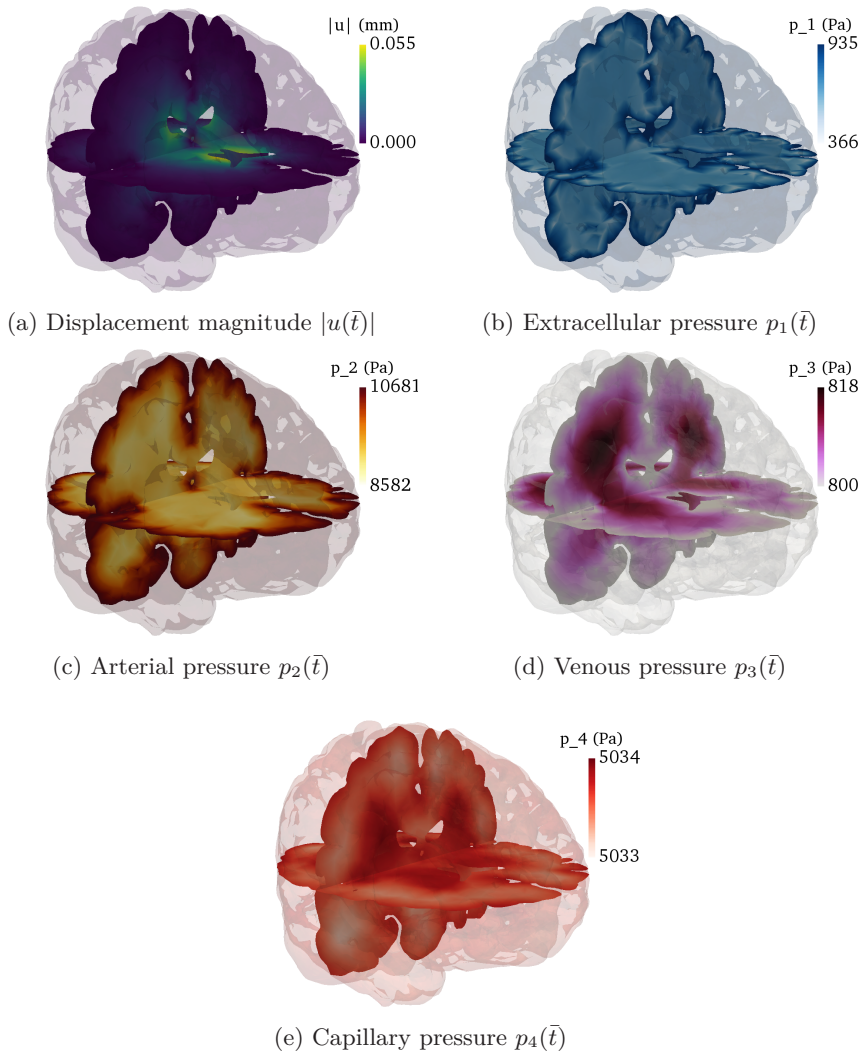 |u| (mm)
0.055
0.000
p_1 (Pa)
935
366
(a) Displacement magnitude |u(t̄)|
(b) Extracellular pressure p₁(t̄)
p_2 (Pa)
10681
8582
p_3 (Pa)
818
800
(c) Arterial pressure p₂(t̄)
(d) Venous pressure p₃(t̄)
p_4 (Pa)
5034
5033
(e) Capillary pressure p₄(t̄)